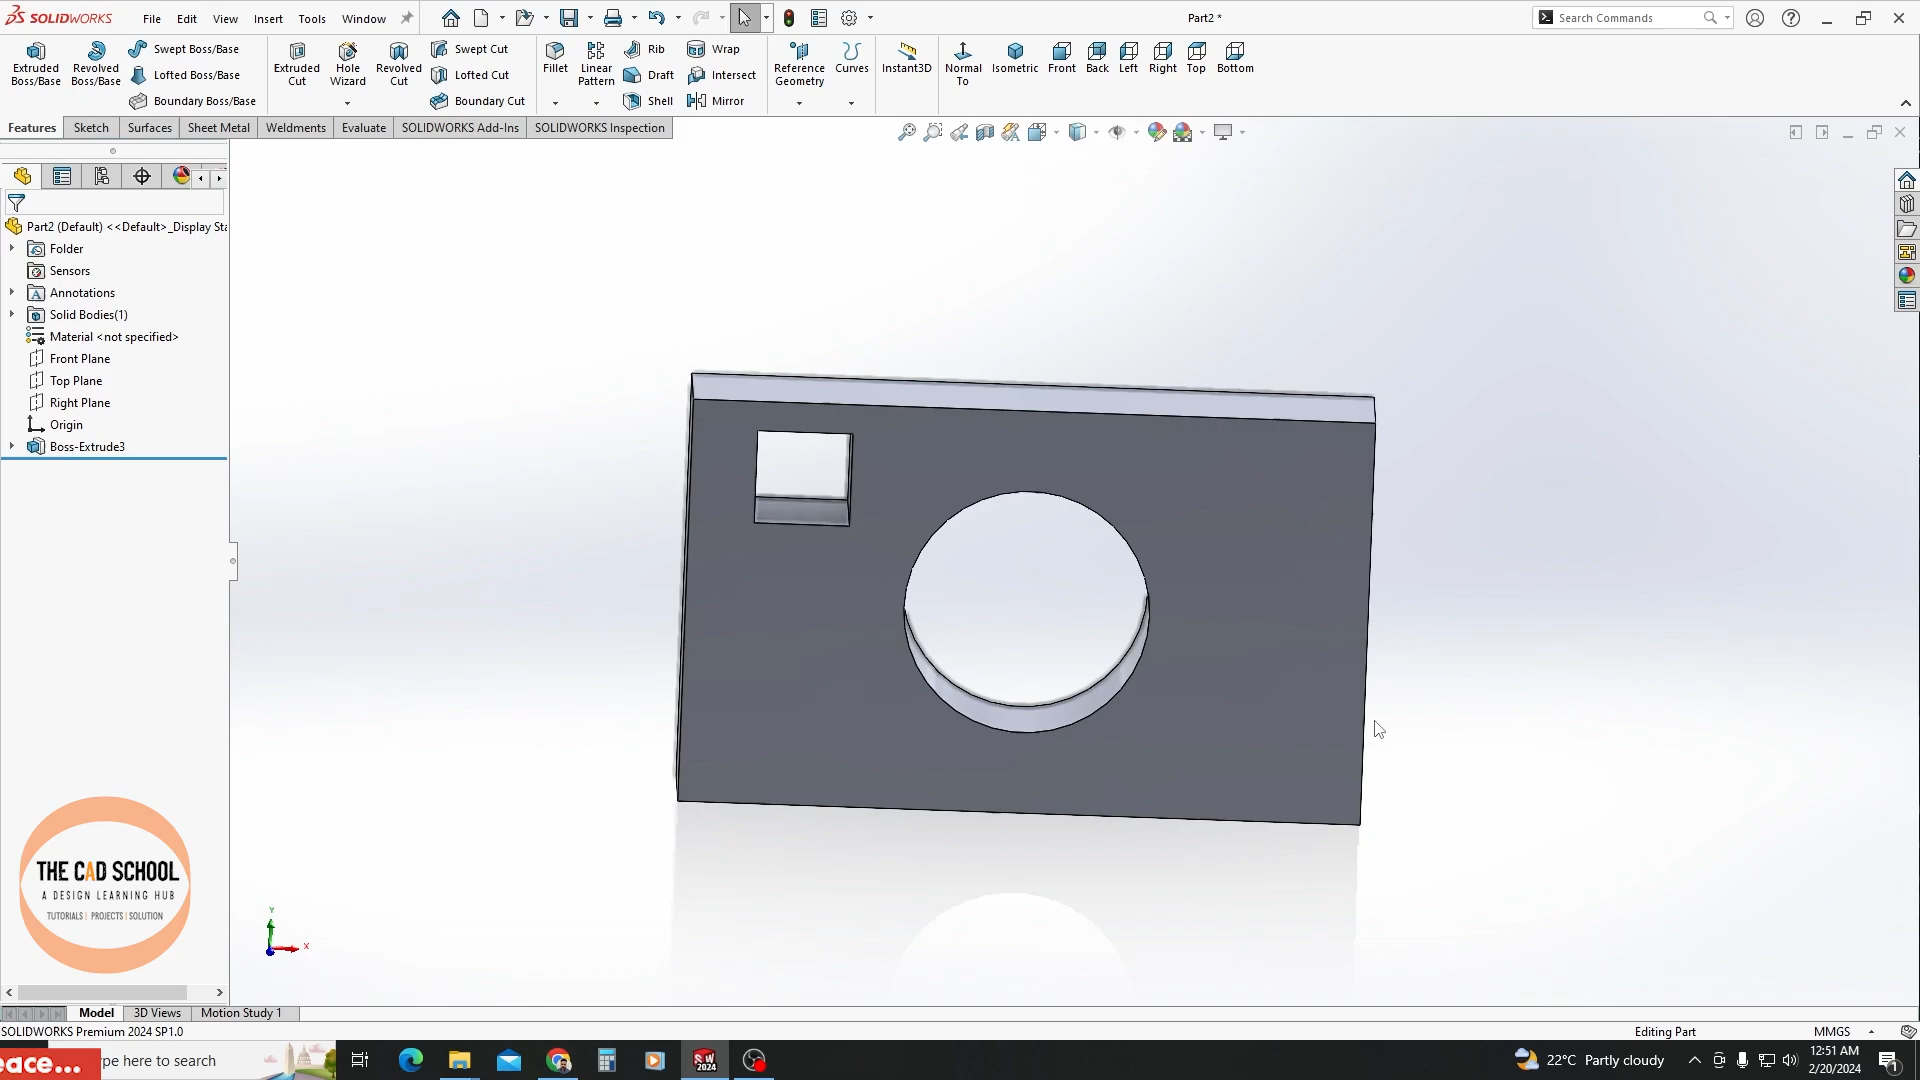 SOLIDWORKS
File Edit View Insert Tools Window
Part2 *
Search Commands
Extruded Boss/Base
Revolved Boss/Base
Swept Boss/Base
Lofted Boss/Base
Boundary Boss/Base
Extruded Cut
Hole Wizard
Revolved Cut
Swept Cut
Lofted Cut
Boundary Cut
Fillet
Linear Pattern
Rib
Draft
Shell
Wrap
Intersect
Mirror
Reference Geometry
Curves
Instant3D
Normal To
Isometric
Front
Back
Left
Right
Top
Bottom
Features Sketch Surfaces Sheet Metal Weldments Evaluate SOLIDWORKS Add-Ins SOLIDWORKS Inspection
Part2 (Default) <<Default>_Display Sta
Folder
Sensors
Annotations
Solid Bodies(1)
Material <not specified>
Front Plane
Top Plane
Right Plane
Origin
Boss-Extrude3
THE CAD SCHOOL
A DESIGN LEARNING HUB
TUTORIALS | PROJECTS | SOLUTION
Y
X
Model 3D Views Motion Study 1
SOLIDWORKS Premium 2024 SP1.0
Editing Part
MMGS
eace...
ype here to search
SW
2024
22°C Partly cloudy
12:51 AM
2/20/2024
1